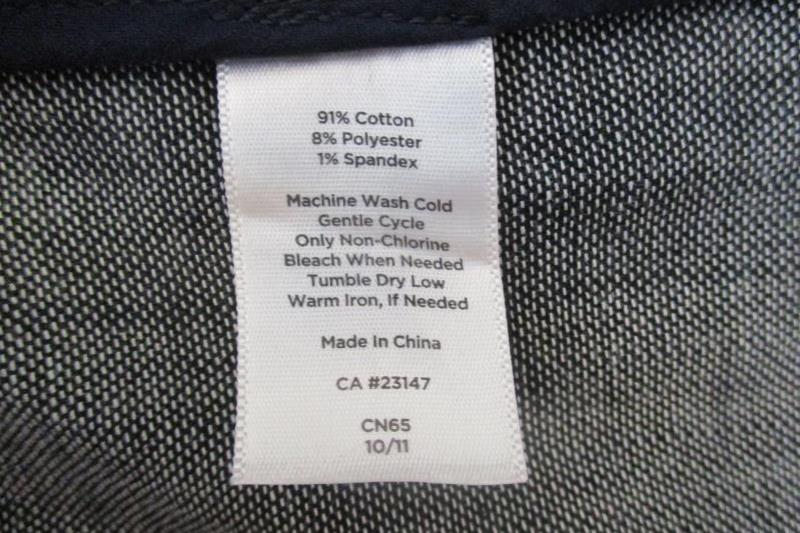 91% Cotton
8% Polyester
1% Spandex
Machine Wash Cold
Gentle Cycle
Only Non-Chlorine
Bleach When Needed
Tumble Dry Low
Warm Iron, If Needed
Made In China
CA #23147
CN65
10/11